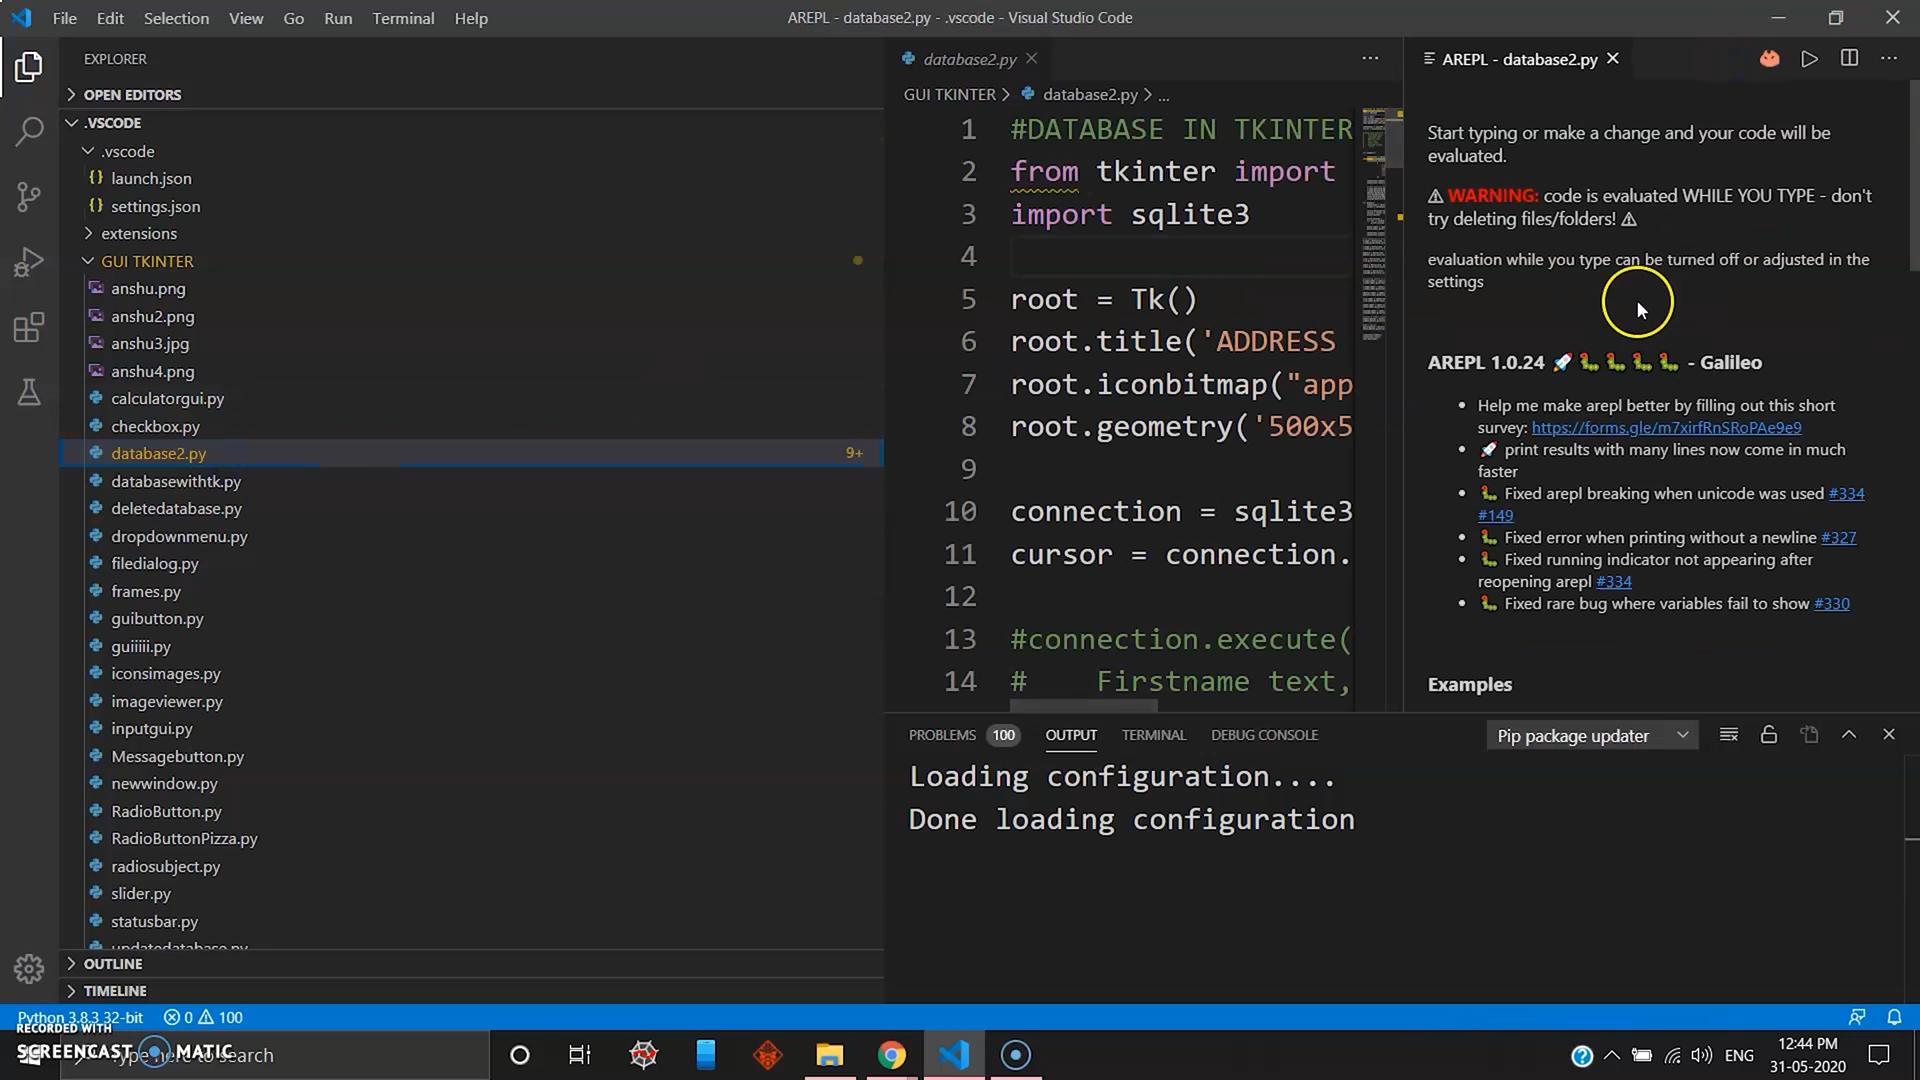 File Edit Selection View Go Run Terminal Help
AREPL - database2.py - .vscode - Visual Studio Code
EXPLORER
OPEN EDITORS
.VSCODE
.vscode
{} launch.json
{} settings.json
extensions
GUI TKINTER
anshu.png
anshu2.png
anshu3.jpg
anshu4.png
calculatorgui.py
checkbox.py
database2.py 9+
databasewithtk.py
deletedatabase.py
dropdownmenu.py
filedialog.py
frames.py
guibutton.py
guiiiii.py
iconsimages.py
imageviewer.py
inputgui.py
Messagebutton.py
newwindow.py
RadioButton.py
RadioButtonPizza.py
radiosubject.py
slider.py
statusbar.py
updatedatabase.py
OUTLINE
TIMELINE
database2.py
GUI TKINTER > database2.py > ...
1 #DATABASE IN TKINTER
2 from tkinter import
3 import sqlite3
4
5 root = Tk()
6 root.title('ADDRESS
7 root.iconbitmap("app
8 root.geometry('500x5
9
10 connection = sqlite3
11 cursor = connection.
12
13 #connection.execute(
14 # Firstname text,
AREPL - database2.py
Start typing or make a change and your code will be
evaluated.
⚠ WARNING: code is evaluated WHILE YOU TYPE - don't
try deleting files/folders! ⚠
evaluation while you type can be turned off or adjusted in the
settings
AREPL 1.0.24 🚀 🐛 🐛 🐛 🐛 - Galileo
• Help me make arepl better by filling out this short
survey: https://forms.gle/m7xirfRnSRoPAe9e9
• 🚀 print results with many lines now come in much
faster
• 🐛 Fixed arepl breaking when unicode was used #334
#149
• 🐛 Fixed error when printing without a newline #327
• 🐛 Fixed running indicator not appearing after
reopening arepl #334
• 🐛 Fixed rare bug where variables fail to show #330
Examples
PROBLEMS 100 OUTPUT TERMINAL DEBUG CONSOLE
Pip package updater
Loading configuration....
Done loading configuration
Python 3.8.3 32-bit 0 100
RECORDED WITH
SCREENCAST MATIC
Type here to search
ENG
12:44 PM
31-05-2020